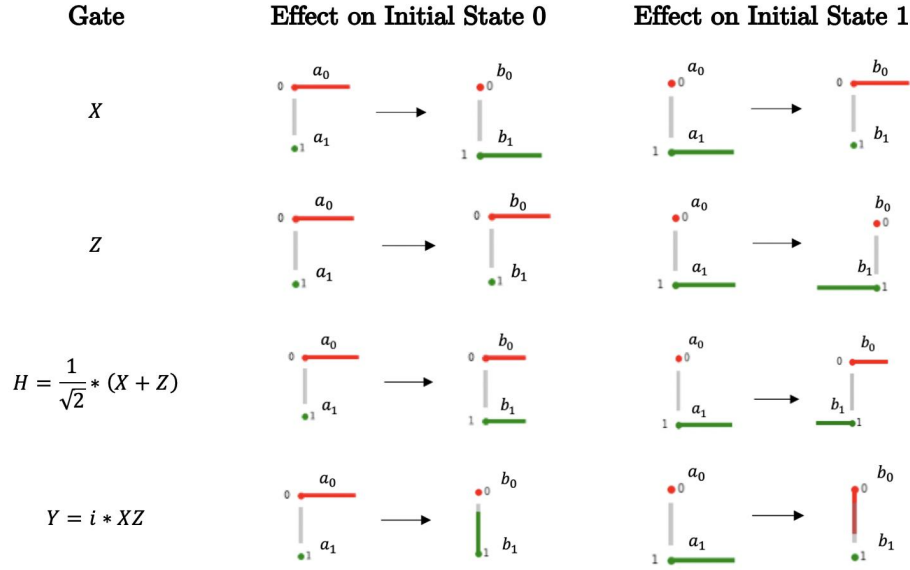 Gate Effect on Initial State 0 Effect on Initial State 1
X
0 a₀ 1 a₁ b₀ 0 1 b₁
a₀ 0 1 a₁ 0 b₀ 1 b₁
Z
0 a₀ 1 a₁ 0 b₀ 1 b₁
a₀ 0 1 a₁ b₀ 0 b₁ 1
H = 1/√2 * (X + Z)
0 a₀ 1 a₁ 0 b₀ 1 b₁
a₀ 0 1 a₁ 0 b₀ b₁ 1
Y = i * XZ
0 a₀ 1 a₁ b₀ 0 1 b₁
a₀ 0 1 a₁ b₀ 0 b₁ 1